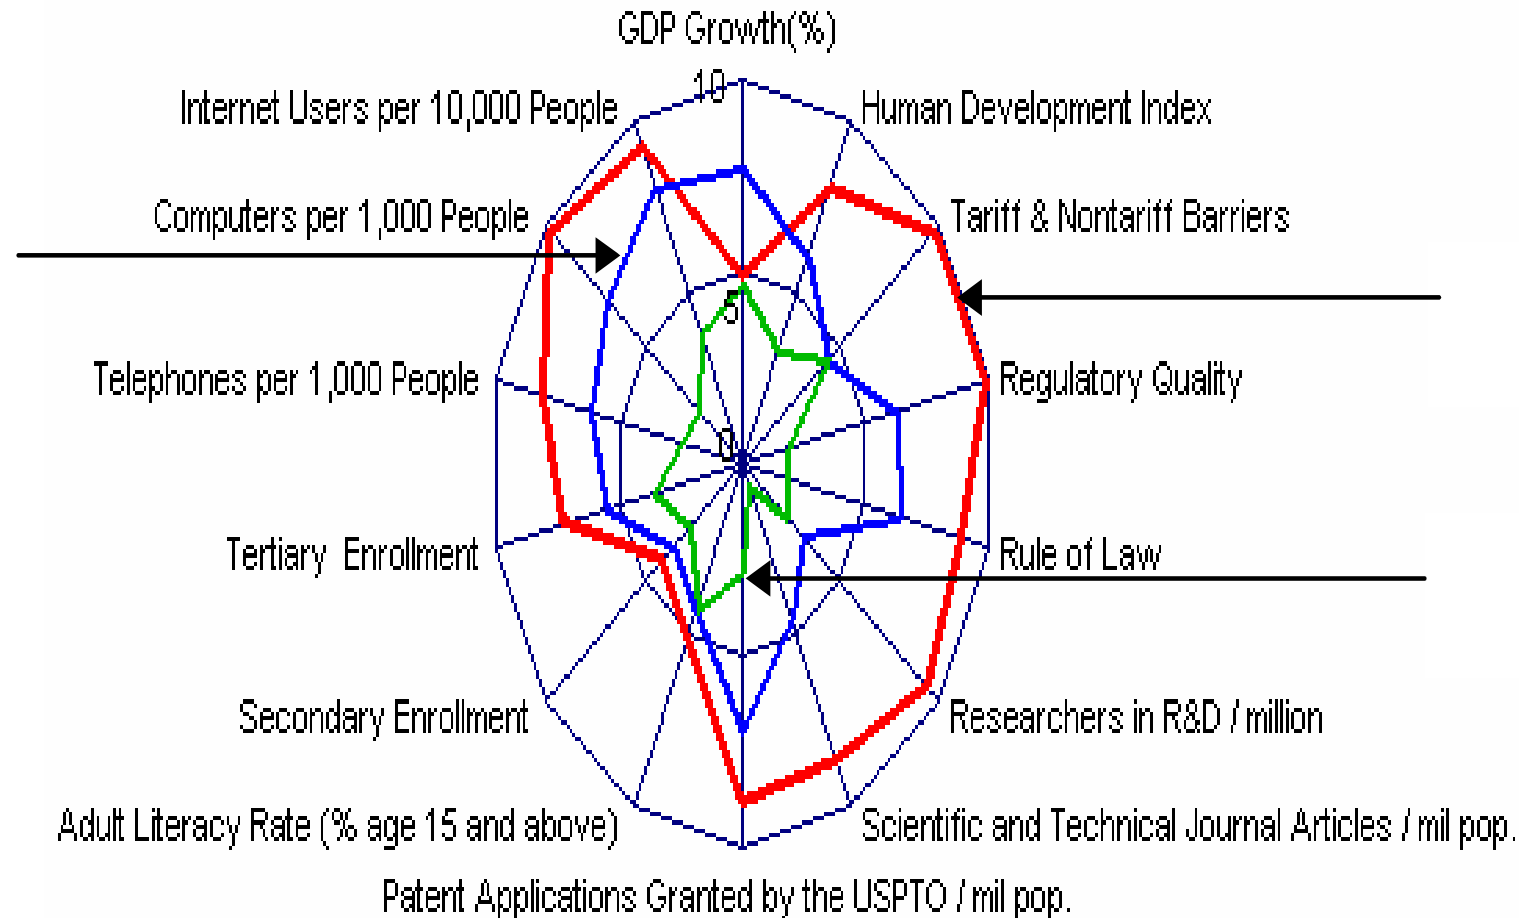 GDP Growth(%)
10
Internet Users per 10,000 People
Human Development Index
Computers per 1,000 People
Tariff & Nontariff Barriers
5
Telephones per 1,000 People
Regulatory Quality
0
Tertiary Enrollment
Rule of Law
Secondary Enrollment
Researchers in R&D / million
Adult Literacy Rate (% age 15 and above)
Scientific and Technical Journal Articles / mil pop.
Patent Applications Granted by the USPTO / mil pop.